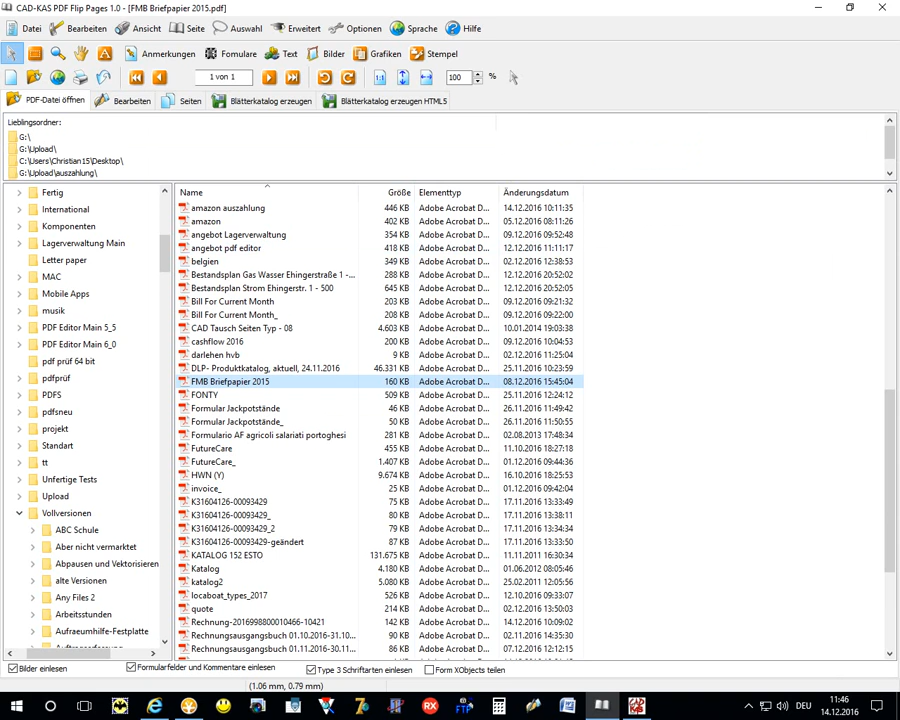 CAD-KAS PDF Flip Pages 1.0 - [FMB Briefpapier 2015.pdf]
Datei Bearbeiten Ansicht Seite Auswahl Erweitert Optionen Sprache Hilfe
Anmerkungen Formulare Text Bilder Grafiken Stempel
1 von 1 1:1 100 %
PDF-Datei öffnen Bearbeiten Seiten Blätterkatalog erzeugen Blätterkatalog erzeugen HTML5
Lieblingsordner:
G:\
G:\Upload\
C:\Users\Christian15\Desktop\
G:\Upload\auszahlung\
Fertig
International
Komponenten
Lagerverwaltung Main
Letter paper
MAC
Mobile Apps
musik
PDF Editor Main 5_5
PDF Editor Main 6_0
pdf prüf 64 bit
pdfprüf
PDFS
pdfsneu
projekt
Standart
tt
Unfertige Tests
Upload
Vollversionen
ABC Schule
Aber nicht vermarktet
Abpausen und Vektorisieren
alte Versionen
Any Files 2
Arbeitsstunden
Aufraeumhilfe-Festplatte
Name Größe Elementtyp Änderungsdatum
amazon auszahlung 446 KB Adobe Acrobat D... 14.12.2016 10:11:35
amazon 402 KB Adobe Acrobat D... 05.12.2016 08:11:26
angebot Lagerverwaltung 354 KB Adobe Acrobat D... 09.12.2016 09:52:48
angebot pdf editor 418 KB Adobe Acrobat D... 12.12.2016 11:11:17
belgien 349 KB Adobe Acrobat D... 02.12.2016 12:38:53
Bestandsplan Gas Wasser Ehingerstraße 1 -... 288 KB Adobe Acrobat D... 12.12.2016 20:52:02
Bestandsplan Strom Ehingerstr. 1 - 500 645 KB Adobe Acrobat D... 12.12.2016 20:52:05
Bill For Current Month 203 KB Adobe Acrobat D... 09.12.2016 09:21:32
Bill For Current Month_ 208 KB Adobe Acrobat D... 09.12.2016 09:22:00
CAD Tausch Seiten Typ - 08 4.603 KB Adobe Acrobat D... 10.01.2014 19:03:38
cashflow 2016 200 KB Adobe Acrobat D... 09.12.2016 10:04:53
darlehen hvb 9 KB Adobe Acrobat D... 02.12.2016 11:25:04
DLP- Produktkatalog, aktuell, 24.11.2016 46.331 KB Adobe Acrobat D... 25.11.2016 10:23:59
FMB Briefpapier 2015 160 KB Adobe Acrobat D... 08.12.2016 15:45:04
FONTY 509 KB Adobe Acrobat D... 25.11.2016 12:24:12
Formular Jackpotstände 46 KB Adobe Acrobat D... 26.11.2016 11:49:42
Formular Jackpotstände_ 50 KB Adobe Acrobat D... 26.11.2016 11:50:55
Formulario AF agricoli salariati portoghesi 281 KB Adobe Acrobat D... 02.08.2013 17:48:34
FutureCare 455 KB Adobe Acrobat D... 11.10.2016 18:27:18
FutureCare_ 1.407 KB Adobe Acrobat D... 01.12.2016 09:44:36
HWN (Y) 9.674 KB Adobe Acrobat D... 16.10.2016 18:25:53
invoice_ 25 KB Adobe Acrobat D... 01.12.2016 09:42:04
K31604126-00093429 75 KB Adobe Acrobat D... 17.11.2016 13:33:49
K31604126-00093429_ 80 KB Adobe Acrobat D... 17.11.2016 13:38:11
K31604126-00093429_2 79 KB Adobe Acrobat D... 17.11.2016 13:34:34
K31604126-00093429-geändert 87 KB Adobe Acrobat D... 17.11.2016 13:33:50
KATALOG 152 ESTO 131.675 KB Adobe Acrobat D... 11.11.2011 16:30:34
Katalog 4.180 KB Adobe Acrobat D... 01.06.2012 08:05:46
katalog2 5.080 KB Adobe Acrobat D... 25.02.2011 12:05:56
locaboat_types_2017 526 KB Adobe Acrobat D... 12.10.2016 09:33:07
quote 214 KB Adobe Acrobat D... 02.12.2016 13:50:03
Rechnung-2016998800010466-10421 142 KB Adobe Acrobat D... 14.12.2016 10:09:02
Rechnungsausgangsbuch 01.10.2016-31.10... 90 KB Adobe Acrobat D... 02.11.2016 14:35:30
Rechnungsausgangsbuch 01.11.2016-30.11... 86 KB Adobe Acrobat D... 07.12.2016 12:12:15
Bilder einlesen Formularfelder und Kommentare einlesen Type 3 Schriftarten einlesen Form XObjects teilen
(1.06 mm, 0.79 mm)
RX FTP DEU 11:46
14.12.2016